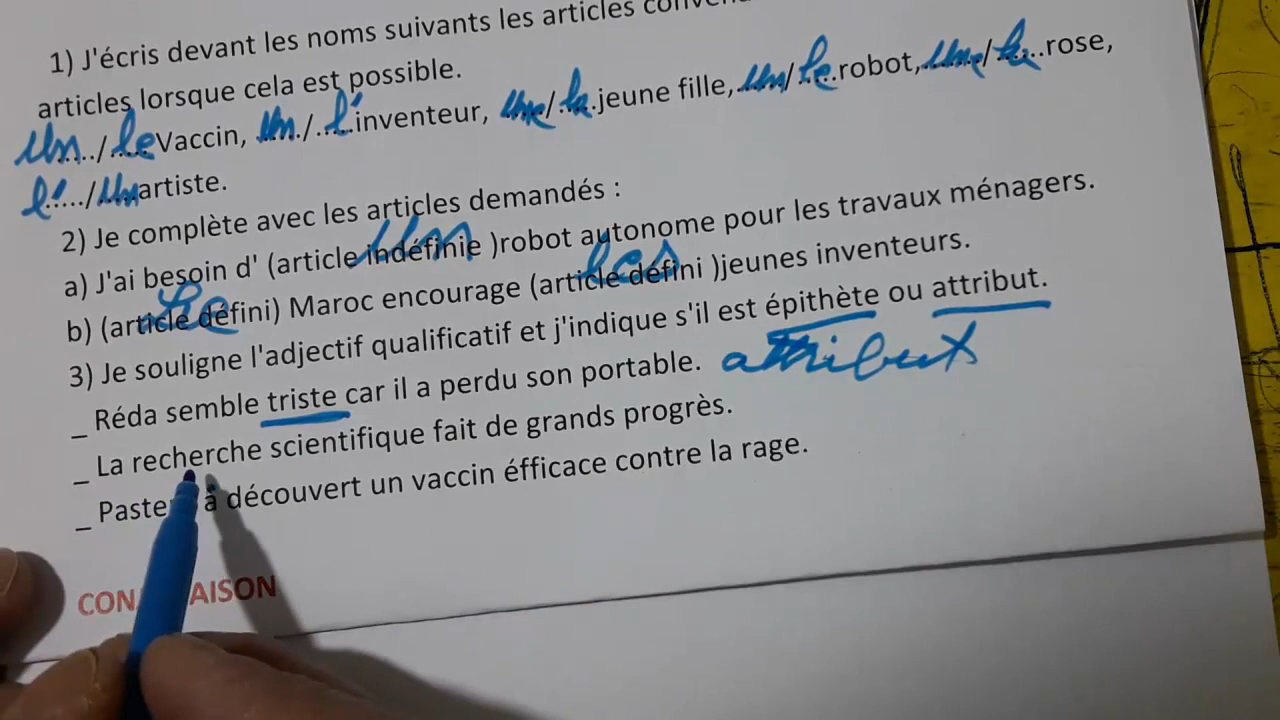 1) J'écris devant les noms suivants les articles
articles lorsque cela est possible.
Un...../.le Vaccin, un...../...l'inventeur, une/..la.jeune fille, un/.le.robot, une/..la...rose,
l'...../un artiste.
2) Je complète avec les articles demandés :
a) J'ai besoin d' (article indéfinie )robot autonome pour les travaux ménagers.
un
b) (article défini) Maroc encourage (article défini )jeunes inventeurs.
Le les
3) Je souligne l'adjectif qualificatif et j'indique s'il est épithète ou attribut.
_ Réda semble triste car il a perdu son portable. attribut
_ La recherche scientifique fait de grands progrès.
_ Paste à découvert un vaccin éfficace contre la rage.
CON AISON